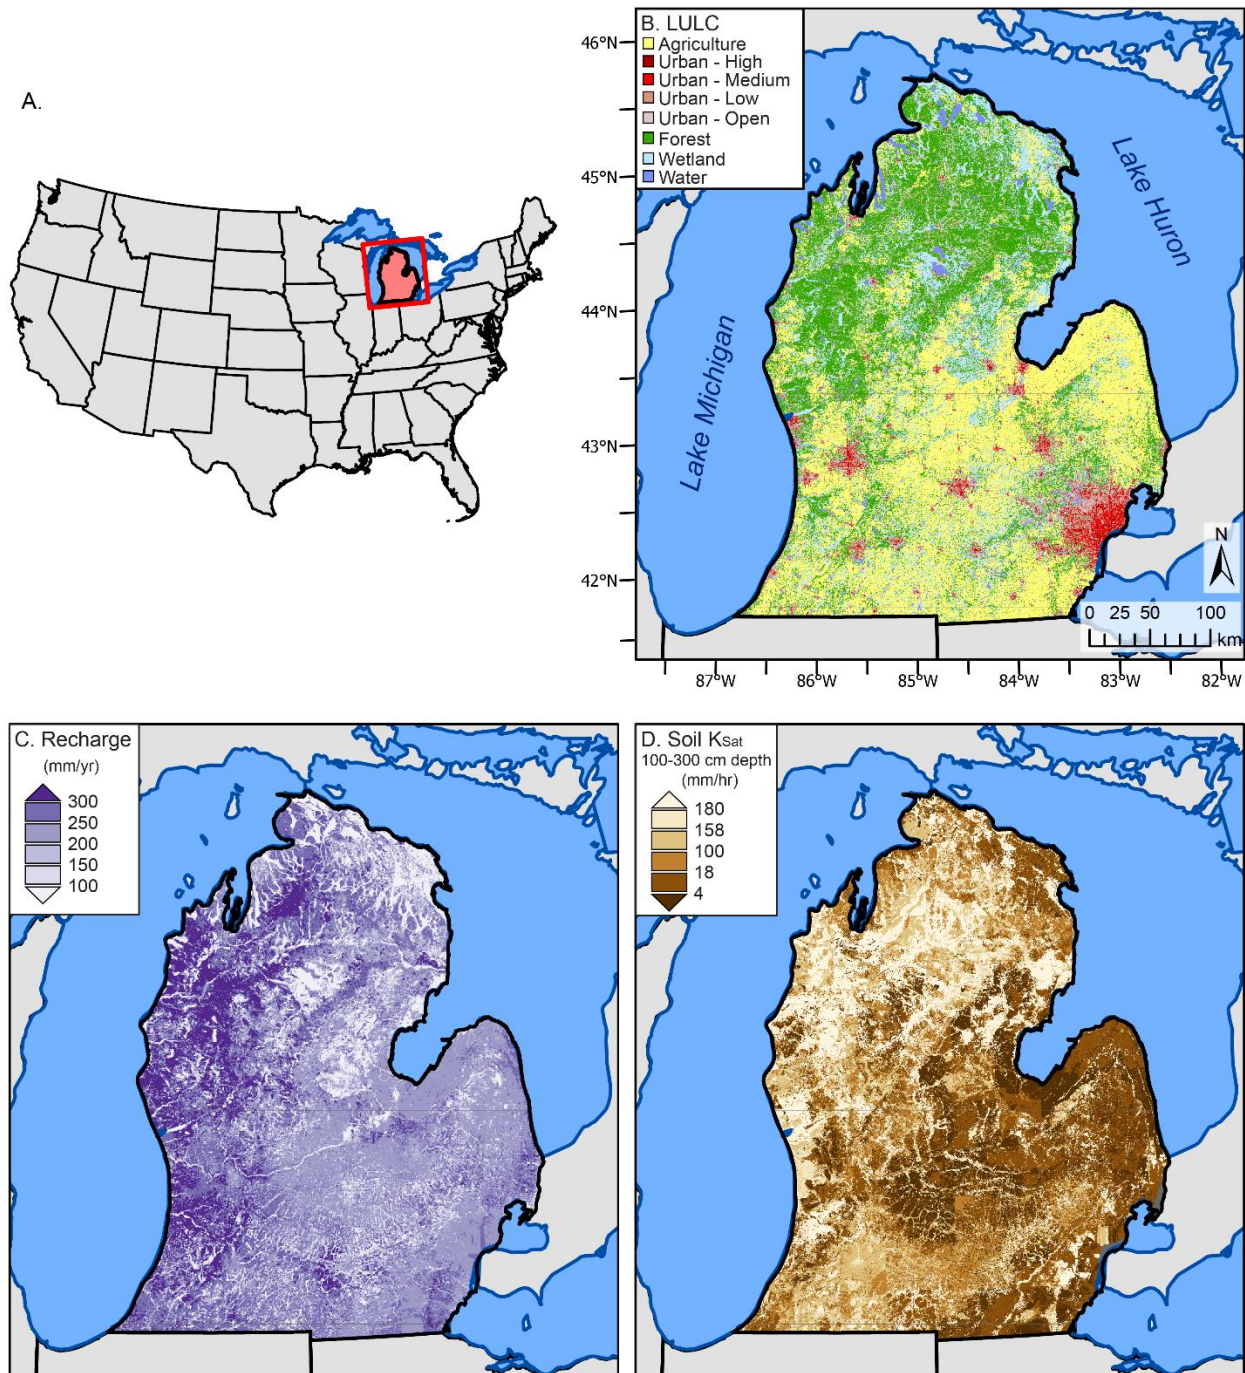 A.
B. LULC
Agriculture
Urban - High
Urban - Medium
Urban - Low
Urban - Open
Forest
Wetland
Water
46°N
45°N
44°N
43°N
42°N
Lake Huron
Lake Michigan
N
0 25 50 100
km
87°W 86°W 85°W 84°W 83°W 82°W
C. Recharge
(mm/yr)
300
250
200
150
100
D. Soil KSat
100-300 cm depth
(mm/hr)
180
158
100
18
4